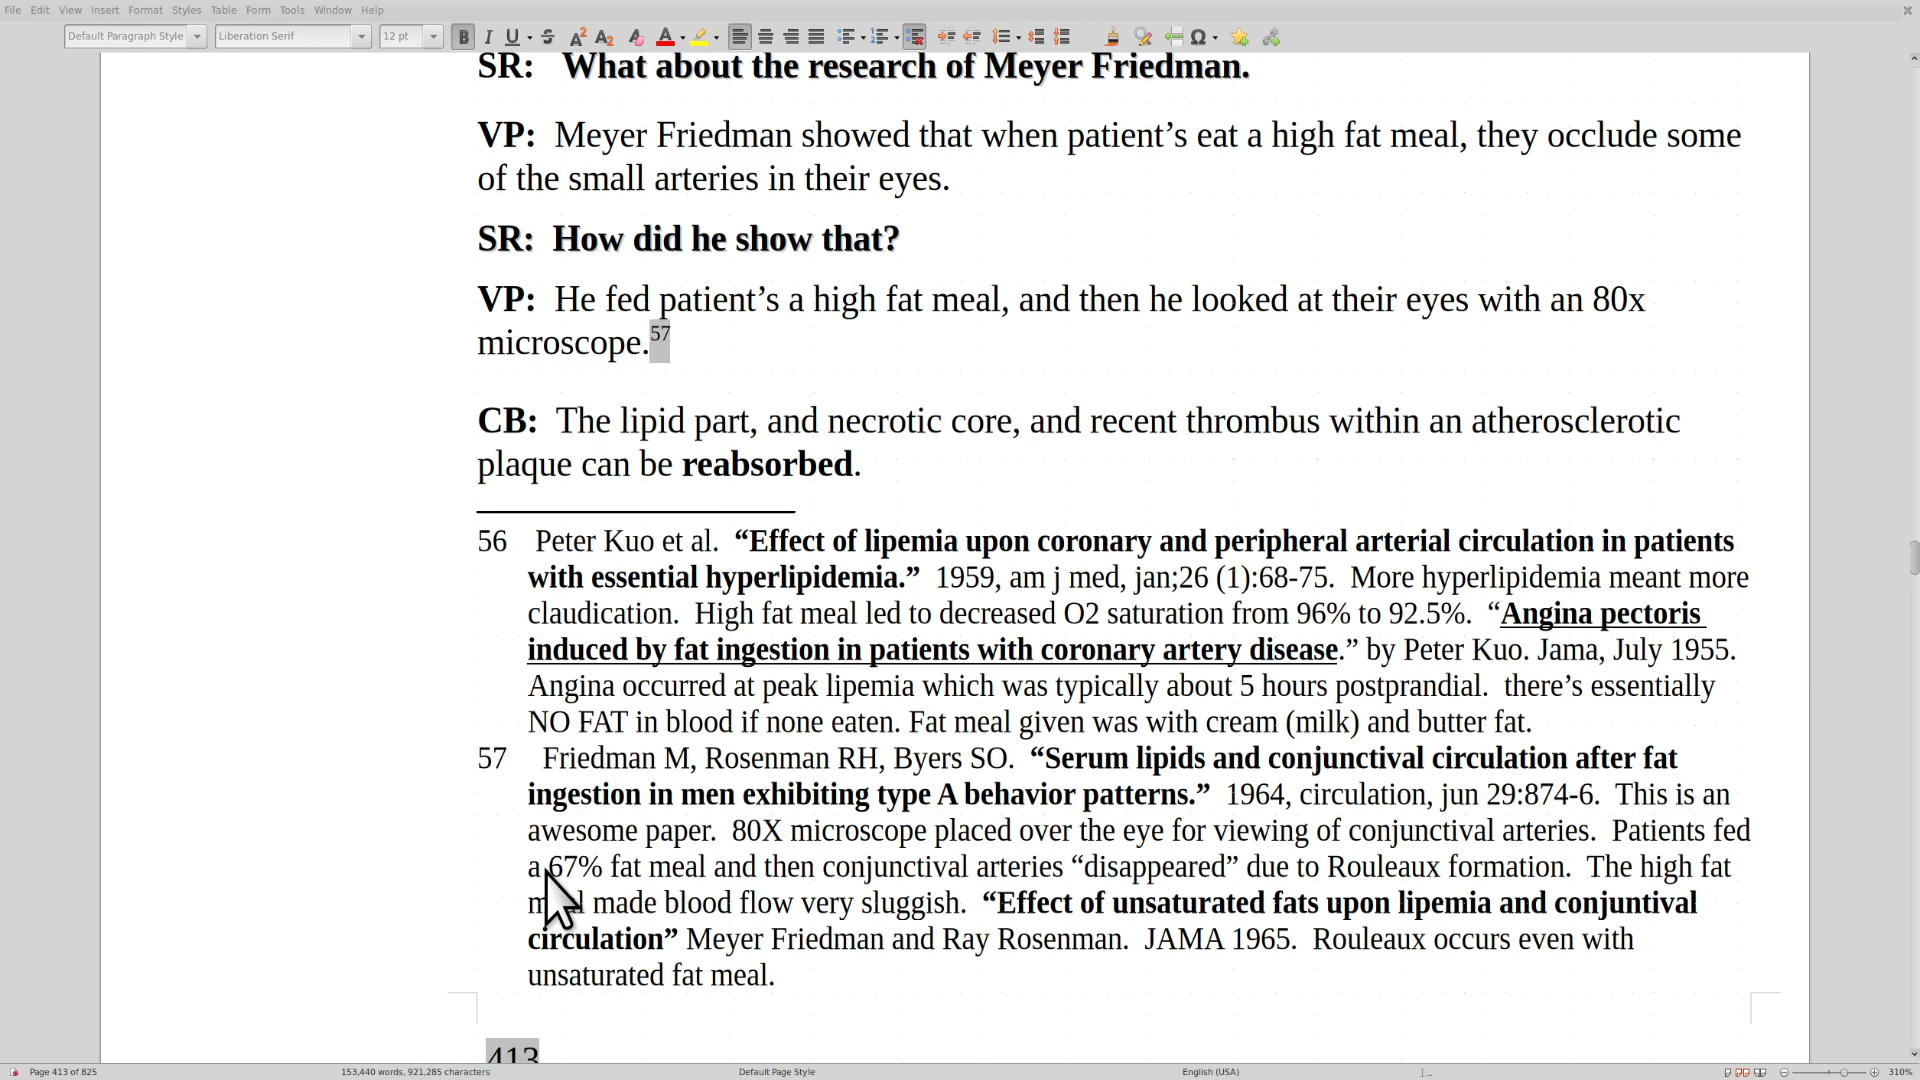 File Edit View Insert Format Styles Table Form Tools Window Help
Default Paragraph Style Liberation Serif 12 pt
SR: What about the research of Meyer Friedman.
VP: Meyer Friedman showed that when patient’s eat a high fat meal, they occlude some
of the small arteries in their eyes.
SR: How did he show that?
VP: He fed patient’s a high fat meal, and then he looked at their eyes with an 80x
microscope.57
CB: The lipid part, and necrotic core, and recent thrombus within an atherosclerotic
plaque can be reabsorbed.
56 Peter Kuo et al. “Effect of lipemia upon coronary and peripheral arterial circulation in patients
with essential hyperlipidemia.” 1959, am j med, jan;26 (1):68-75. More hyperlipidemia meant more
claudication. High fat meal led to decreased O2 saturation from 96% to 92.5%. “Angina pectoris
induced by fat ingestion in patients with coronary artery disease.” by Peter Kuo. Jama, July 1955.
Angina occurred at peak lipemia which was typically about 5 hours postprandial. there’s essentially
NO FAT in blood if none eaten. Fat meal given was with cream (milk) and butter fat.
57 Friedman M, Rosenman RH, Byers SO. “Serum lipids and conjunctival circulation after fat
ingestion in men exhibiting type A behavior patterns.” 1964, circulation, jun 29:874-6. This is an
awesome paper. 80X microscope placed over the eye for viewing of conjunctival arteries. Patients fed
a 67% fat meal and then conjunctival arteries “disappeared” due to Rouleaux formation. The high fat
made blood flow very sluggish. “Effect of unsaturated fats upon lipemia and conjuntival
circulation” Meyer Friedman and Ray Rosenman. JAMA 1965. Rouleaux occurs even with
unsaturated fat meal.
413
Page 413 of 825 153,440 words, 921,285 characters Default Page Style English (USA) 310%